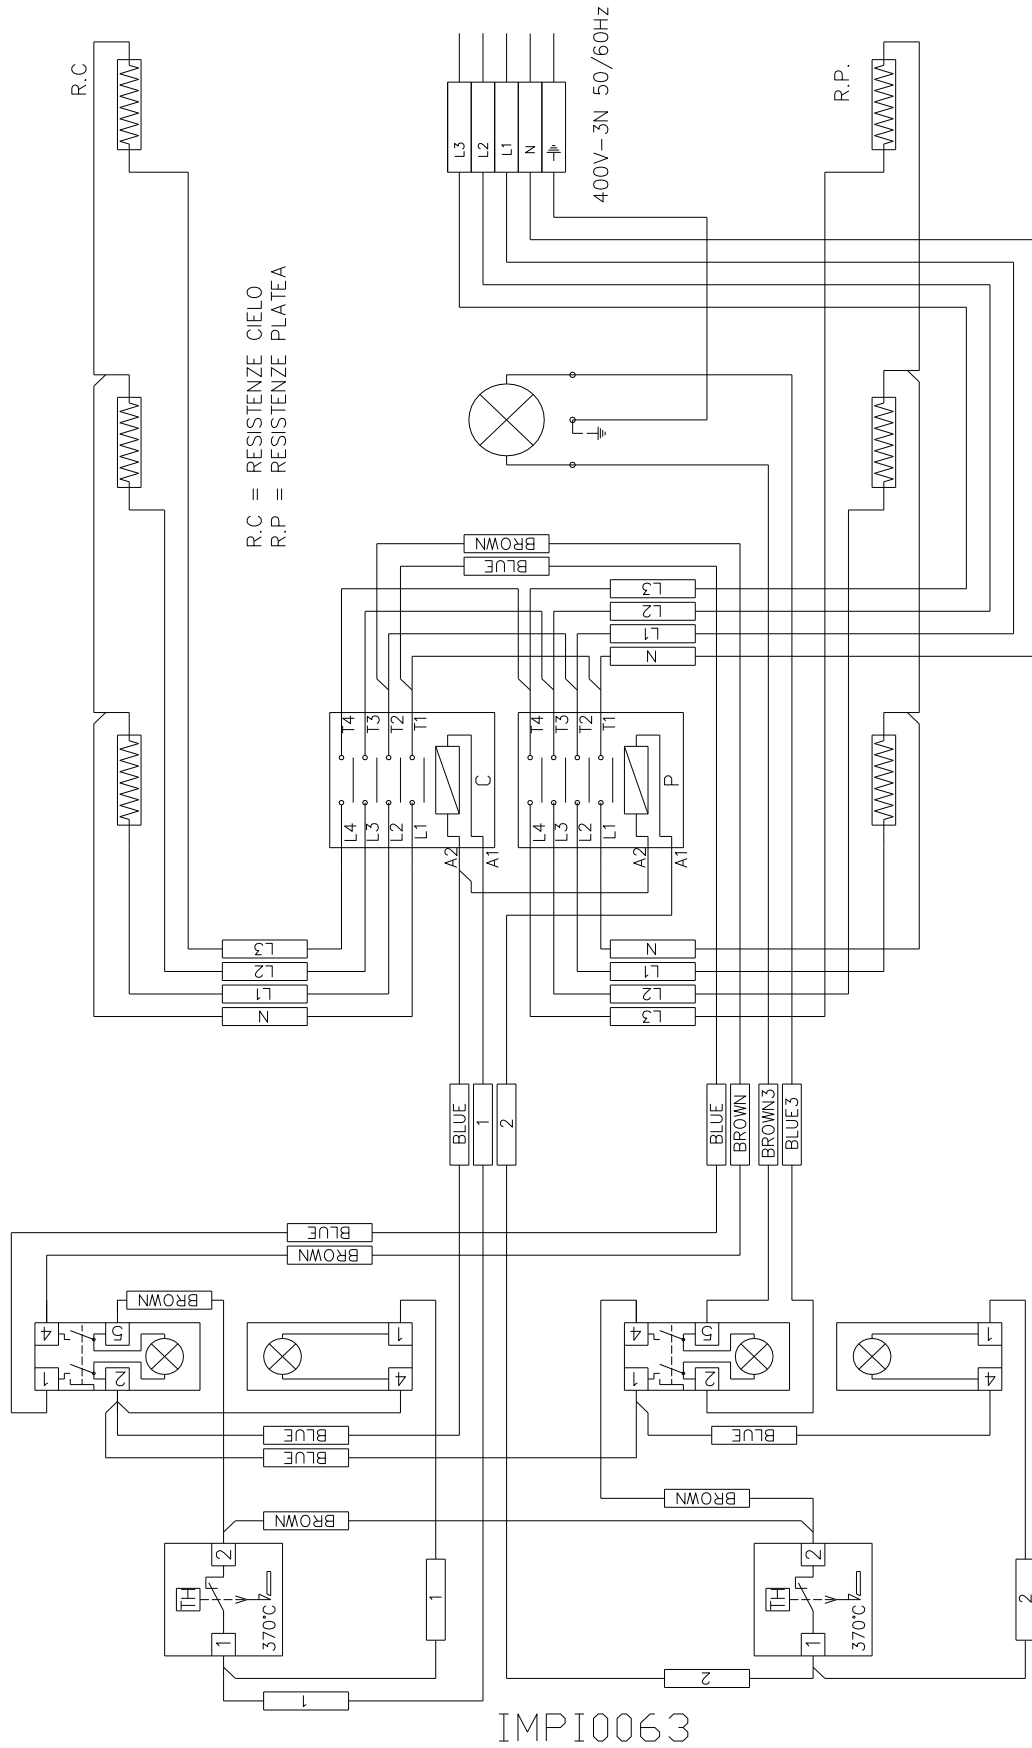 R.C
R.P.
400V-3N 50/60Hz
L3
L2
L1
N
R.C = RESISTENZE CIELO
R.P = RESISTENZE PLATEA
BROWN
BLUE
L3
L2
L1
N
T4
T3
T2
T1
L4
L3
L2
L1
C
A2
A1
T4
T3
T2
T1
L4
L3
L2
L1
P
A2
A1
L3
L2
L1
N
N
L1
L2
L3
BLUE
1
2
BLUE
BROWN
BROWN3
BLUE3
BLUE
BROWN
BROWN
4
5
1
2
1
4
4
5
1
2
1
4
BLUE
BLUE
BLUE
BROWN
BROWN
2
TH
1
370°C
1
2
TH
1
370°C
2
1
2
IMPI0063